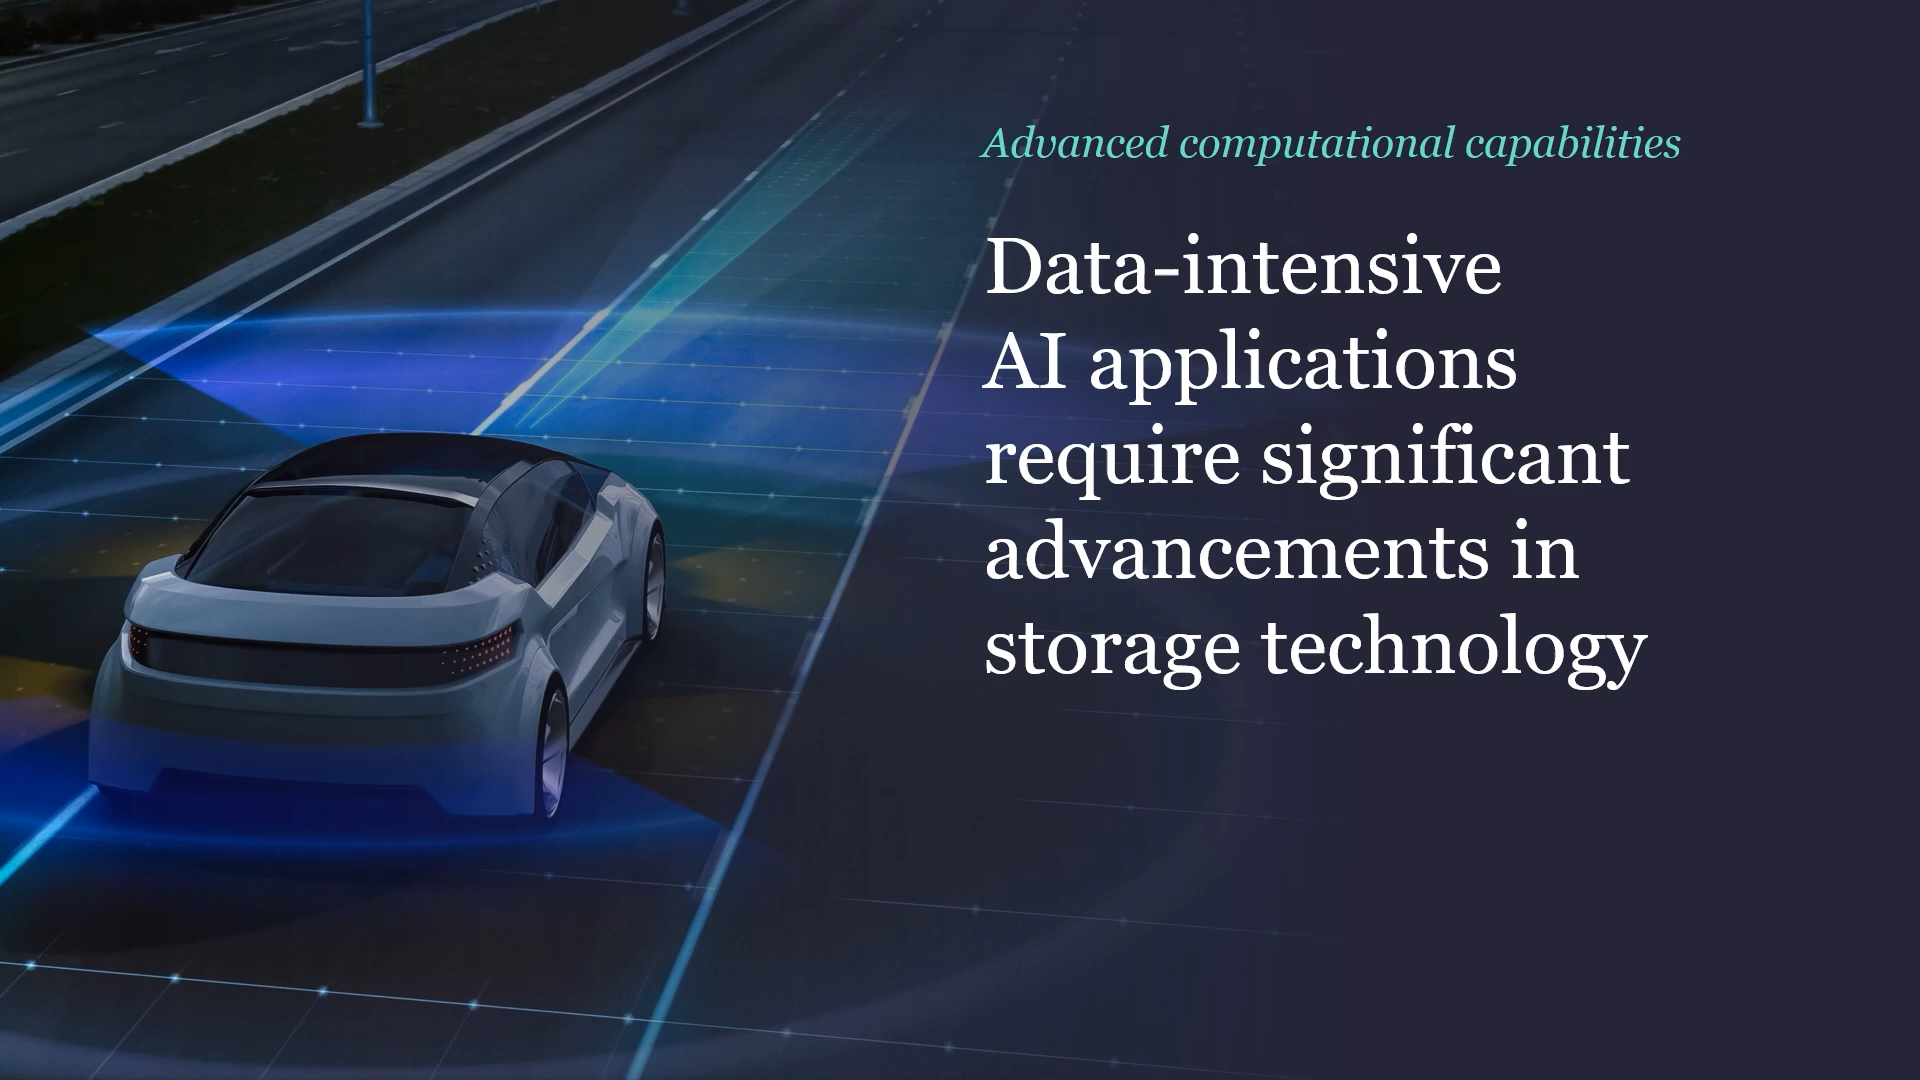 Advanced computational capabilities
Data-intensive
AI applications
require significant
advancements in
storage technology